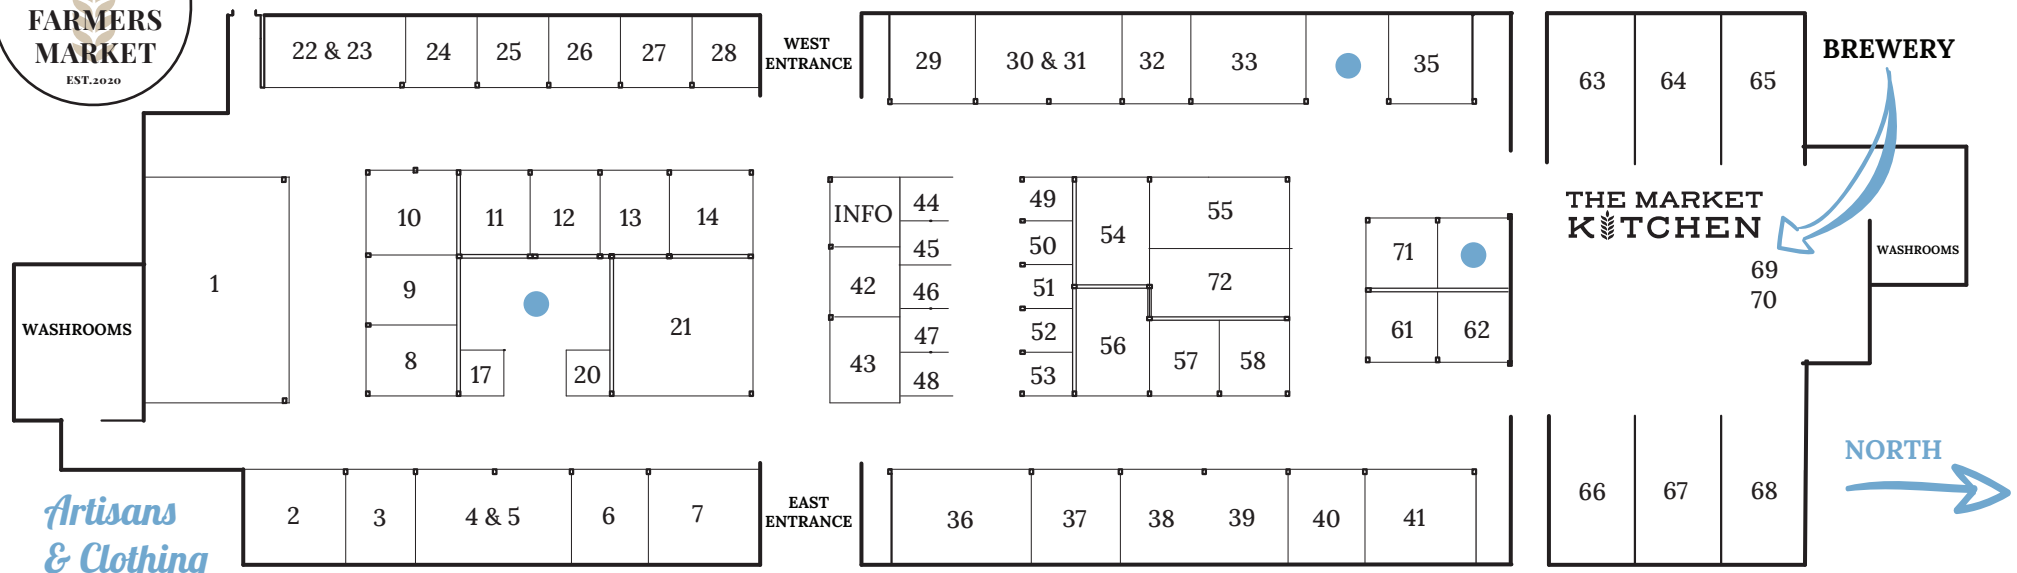 FARMERS
MARKET
EST.2020
22 & 23 24 25 26 27 28
WEST
ENTRANCE
29 30 & 31 32 33 35
63 64 65
BREWERY
1
WASHROOMS
10 11 12 13 14
9
8
17 20 21
INFO
42
43
44
45
46
47
48
49
50
51
52
53
54 55
72
56 57 58
71
61 62
THE MARKET
KITCHEN
69
70
WASHROOMS
NORTH
Artisans
& Clothing
2 3 4 & 5 6 7
EAST
ENTRANCE
36 37 38 39 40 41
66 67 68